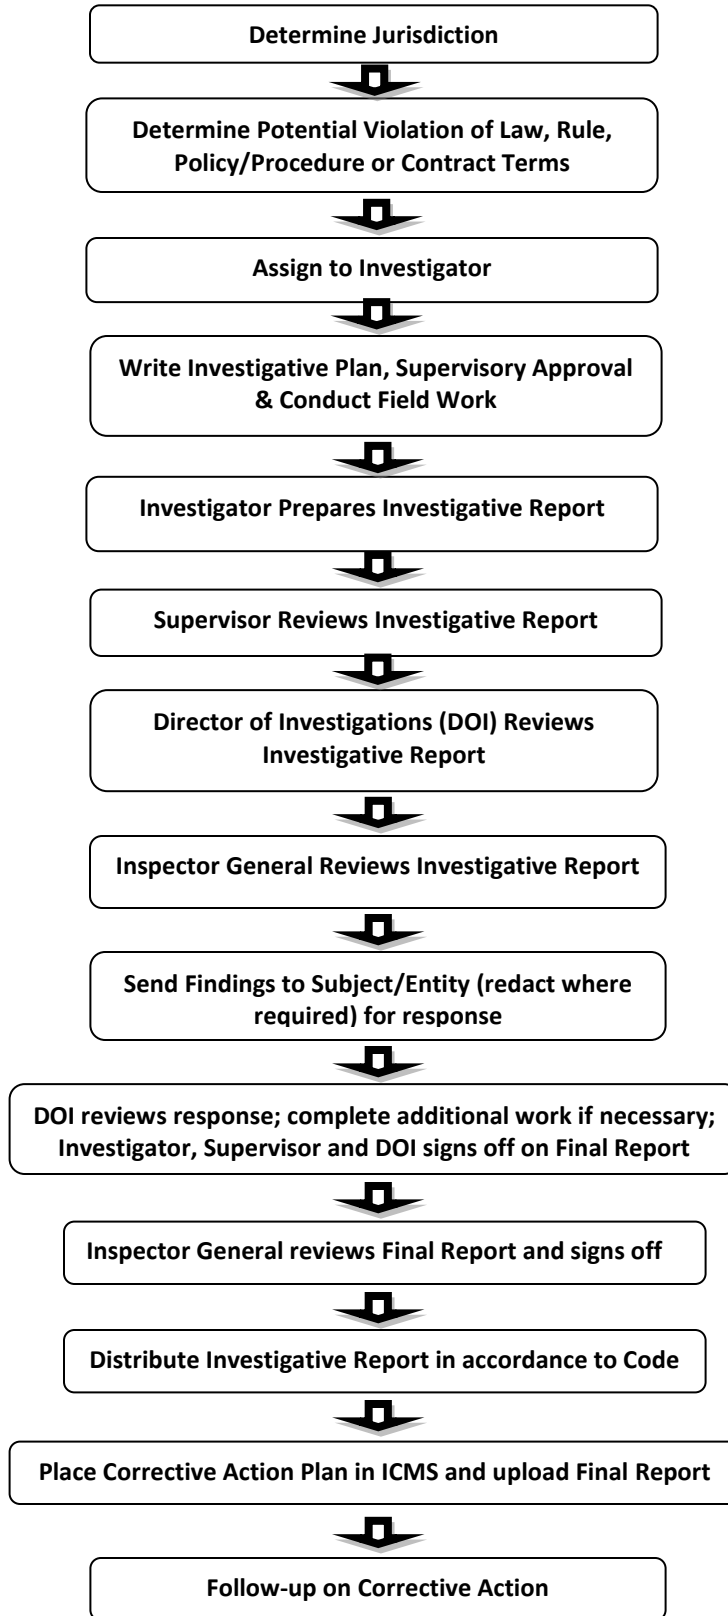 Determine Jurisdiction
Determine Potential Violation of Law, Rule,
Policy/Procedure or Contract Terms
Assign to Investigator
Write Investigative Plan, Supervisory Approval
& Conduct Field Work
Investigator Prepares Investigative Report
Supervisor Reviews Investigative Report
Director of Investigations (DOI) Reviews
Investigative Report
Inspector General Reviews Investigative Report
Send Findings to Subject/Entity (redact where
required) for response
DOI reviews response; complete additional work if necessary;
Investigator, Supervisor and DOI signs off on Final Report
Inspector General reviews Final Report and signs off
Distribute Investigative Report in accordance to Code
Place Corrective Action Plan in ICMS and upload Final Report
Follow-up on Corrective Action